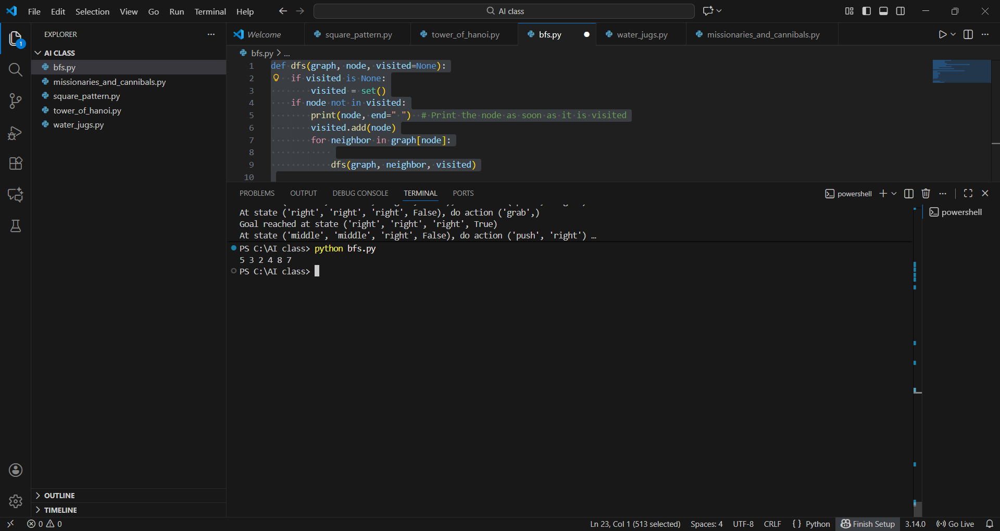 File Edit Selection View Go Run Terminal Help
AI class
EXPLORER
1
AI CLASS
bfs.py
missionaries_and_cannibals.py
square_pattern.py
tower_of_hanoi.py
water_jugs.py
OUTLINE
TIMELINE
Welcome square_pattern.py tower_of_hanoi.py bfs.py water_jugs.py missionaries_and_cannibals.py
bfs.py > ...
1 def dfs(graph, node, visited=None):
2 if visited is None:
3 visited = set()
4 if node not in visited:
5 print(node, end=" ") # Print the node as soon as it is visited
6 visited.add(node)
7 for neighbor in graph[node]:
8
9 dfs(graph, neighbor, visited)
10
PROBLEMS OUTPUT DEBUG CONSOLE TERMINAL PORTS
powershell
powershell
At state ('right', 'right', 'right', False), do action ('grab',)
Goal reached at state ('right', 'right', 'right', True)
At state ('middle', 'middle', 'right', False), do action ('push', 'right') …
PS C:\AI class> python bfs.py
5 3 2 4 8 7
PS C:\AI class>
0 0
Ln 23, Col 1 (513 selected) Spaces: 4 UTF-8 CRLF { } Python Finish Setup 3.14.0 Go Live